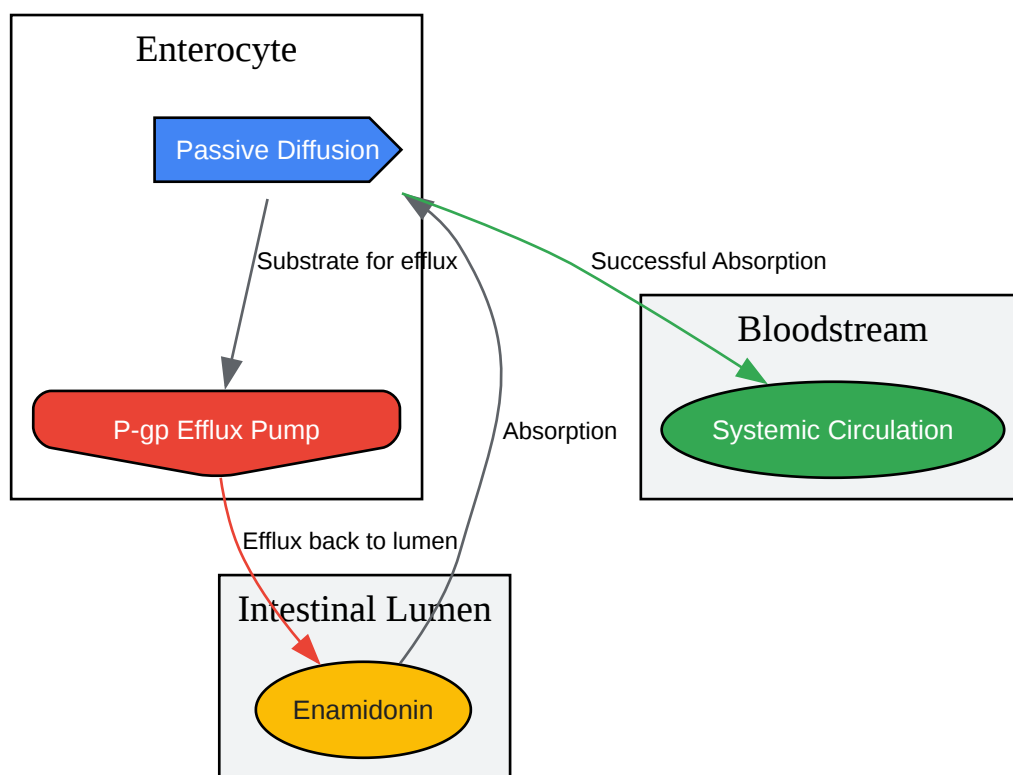 Enterocyte
Passive Diffusion
Substrate for efflux
Successful Absorption
Bloodstream
P-gp Efflux Pump
Absorption
Systemic Circulation
Efflux back to lumen
Intestinal Lumen
Enamidonin